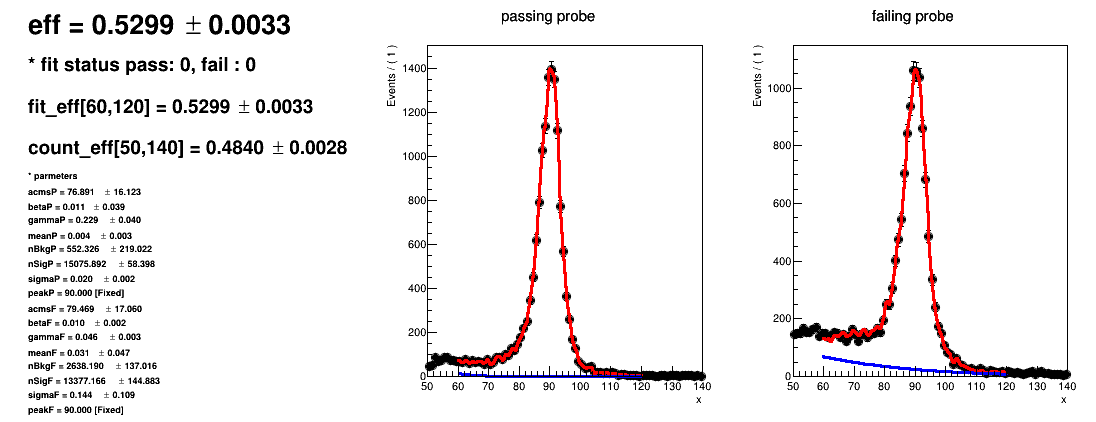 eff = 0.5299 ± 0.0033
* fit status pass: 0, fail : 0
fit_eff[60,120] = 0.5299 ± 0.0033
count_eff[50,140] = 0.4840 ± 0.0028
* parmeters
acmsP = 76.891 ± 16.123
betaP = 0.011 ± 0.039
gammaP = 0.229 ± 0.040
meanP = 0.004 ± 0.003
nBkgP = 552.326 ± 219.022
nSigP = 15075.892 ± 58.398
sigmaP = 0.020 ± 0.002
peakP = 90.000 [Fixed]
acmsF = 79.469 ± 17.060
betaF = 0.010 ± 0.002
gammaF = 0.046 ± 0.003
meanF = 0.031 ± 0.047
nBkgF = 2638.190 ± 137.016
nSigF = 13377.166 ± 144.883
sigmaF = 0.144 ± 0.109
peakF = 90.000 [Fixed]
passing probe
Events / ( 1 )
1400
1200
1000
800
600
400
200
0
50 60 70 80 90 100 110 120 130 140
x
failing probe
Events / ( 1 )
1000
800
600
400
200
0
50 60 70 80 90 100 110 120 130 140
x